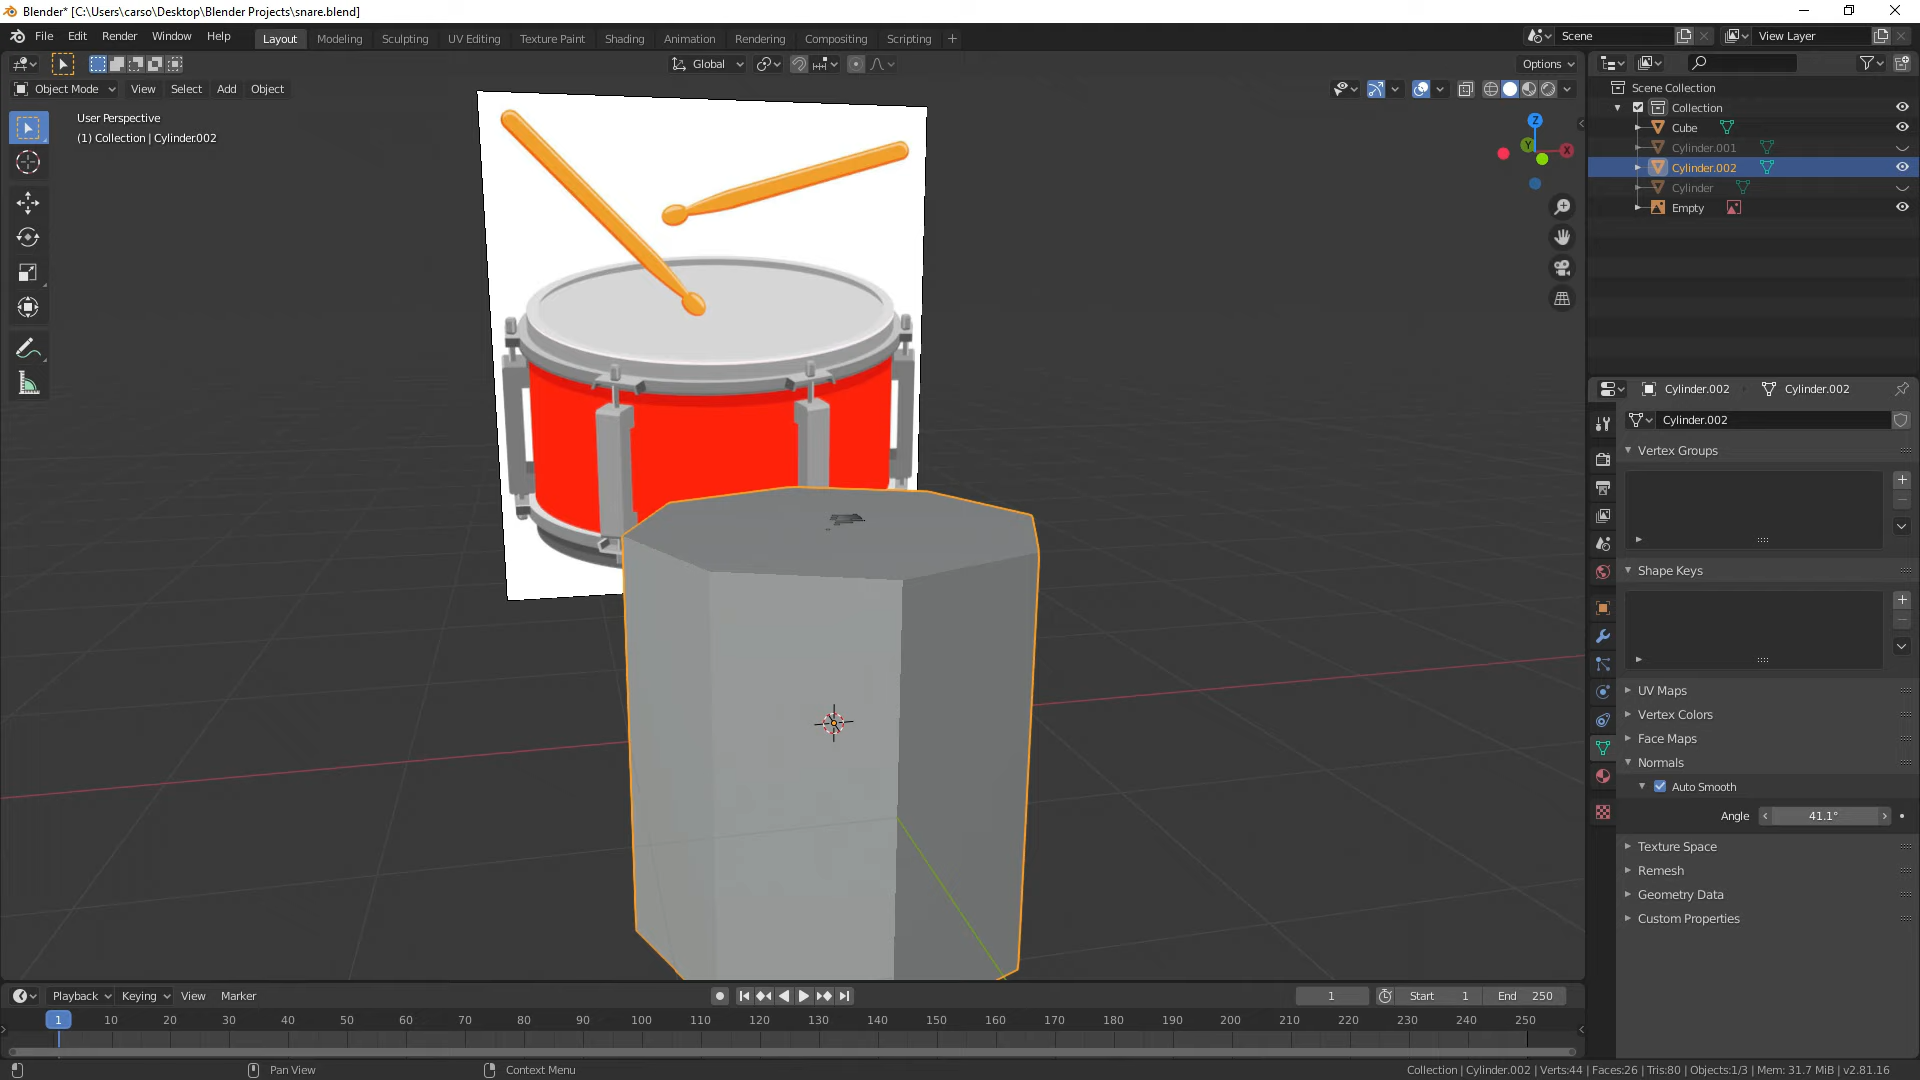 Blender* [C:\Users\carso\Desktop\Blender Projects\snare.blend]
File Edit Render Window Help
Layout Modeling Sculpting UV Editing Texture Paint Shading Animation Rendering Compositing Scripting +
Scene
View Layer
Global
Options
Object Mode View Select Add Object
User Perspective
(1) Collection | Cylinder.002
Z
Y
X
Scene Collection
Collection
Cube
Cylinder.001
Cylinder.002
Cylinder
Empty
Cylinder.002 Cylinder.002
Cylinder.002
Vertex Groups
Shape Keys
UV Maps
Vertex Colors
Face Maps
Normals
Auto Smooth
Angle 41.1°
Texture Space
Remesh
Geometry Data
Custom Properties
Playback Keying View Marker
1
Start 1
End 250
1 10 20 30 40 50 60 70 80 90 100 110 120 130 140 150 160 170 180 190 200 210 220 230 240 250
Pan View
Context Menu
Collection | Cylinder.002 | Verts:44 | Faces:26 | Tris:80 | Objects:1/3 | Mem: 31.7 MiB | v2.81.16